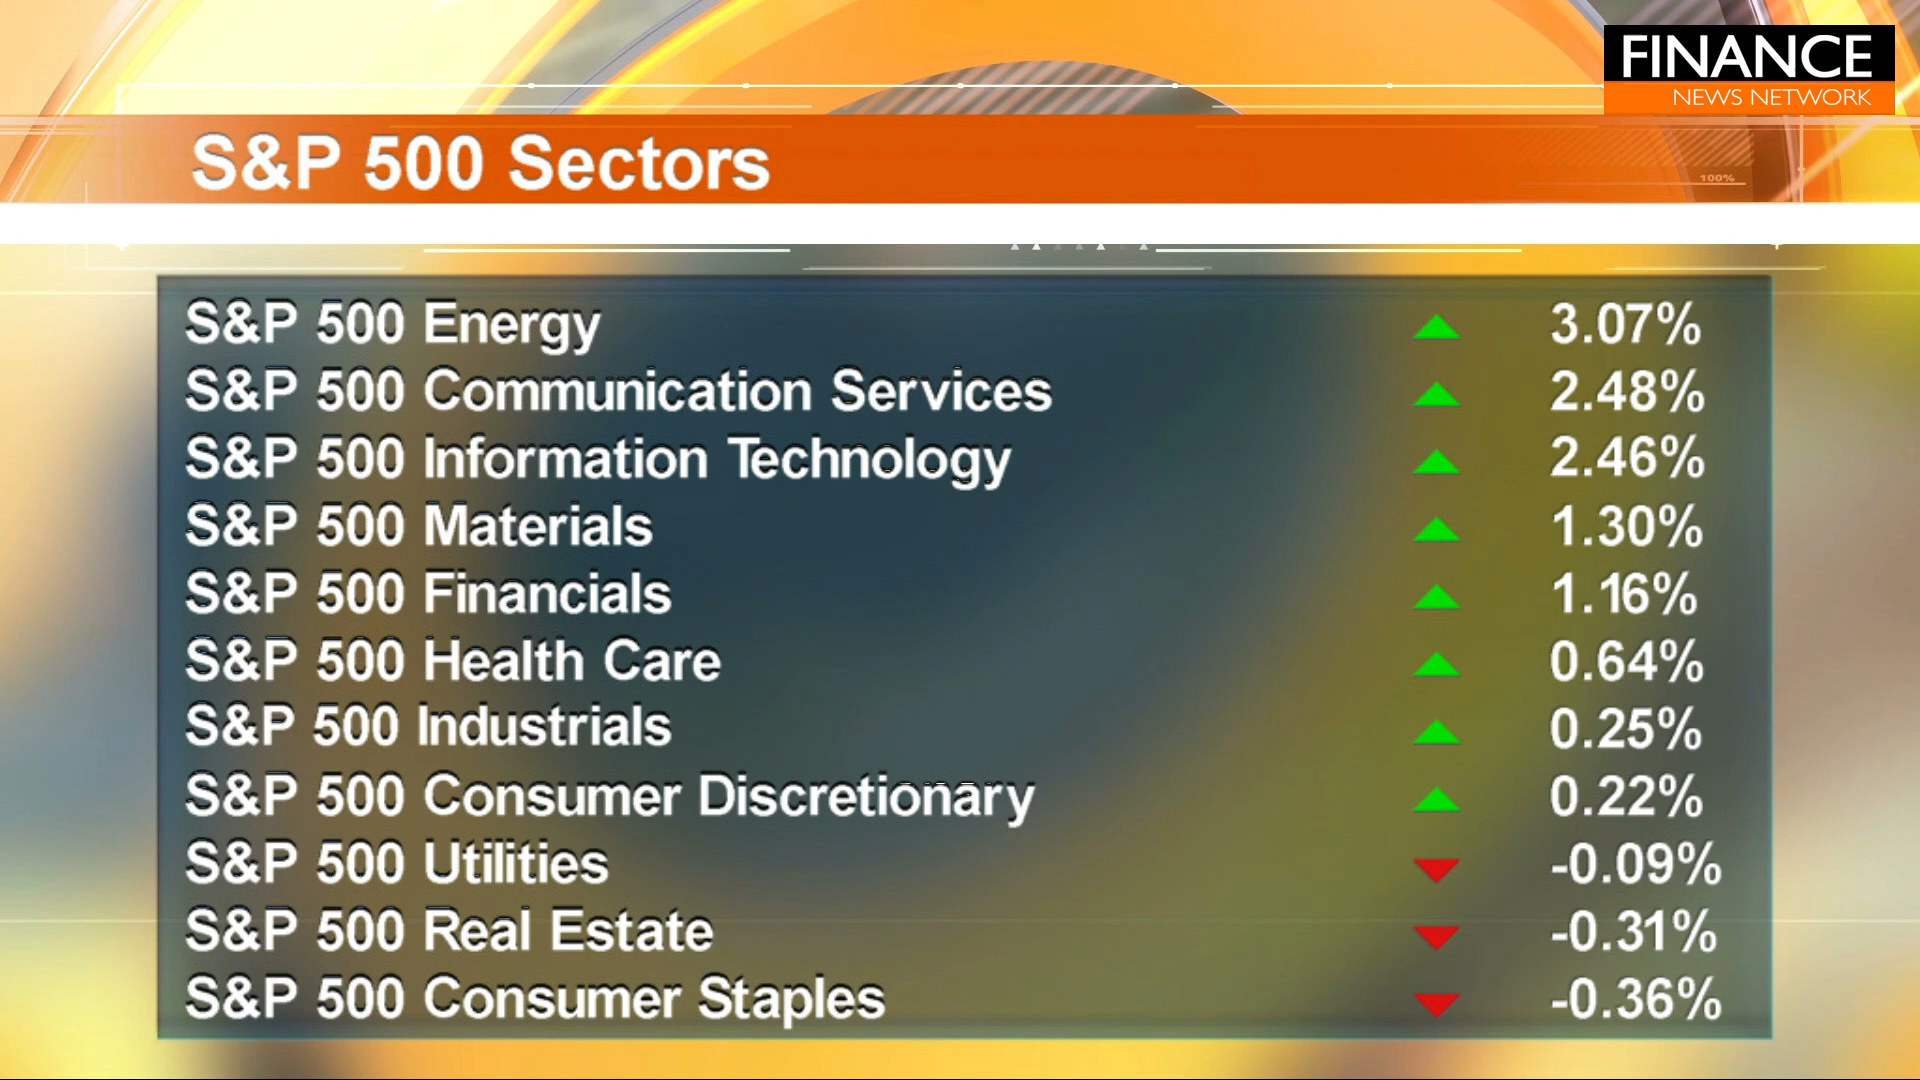 FINANCE
NEWS NETWORK
S&P 500 Sectors
100%
S&P 500 Energy 3.07%
S&P 500 Communication Services 2.48%
S&P 500 Information Technology 2.46%
S&P 500 Materials 1.30%
S&P 500 Financials 1.16%
S&P 500 Health Care 0.64%
S&P 500 Industrials 0.25%
S&P 500 Consumer Discretionary 0.22%
S&P 500 Utilities -0.09%
S&P 500 Real Estate -0.31%
S&P 500 Consumer Staples -0.36%